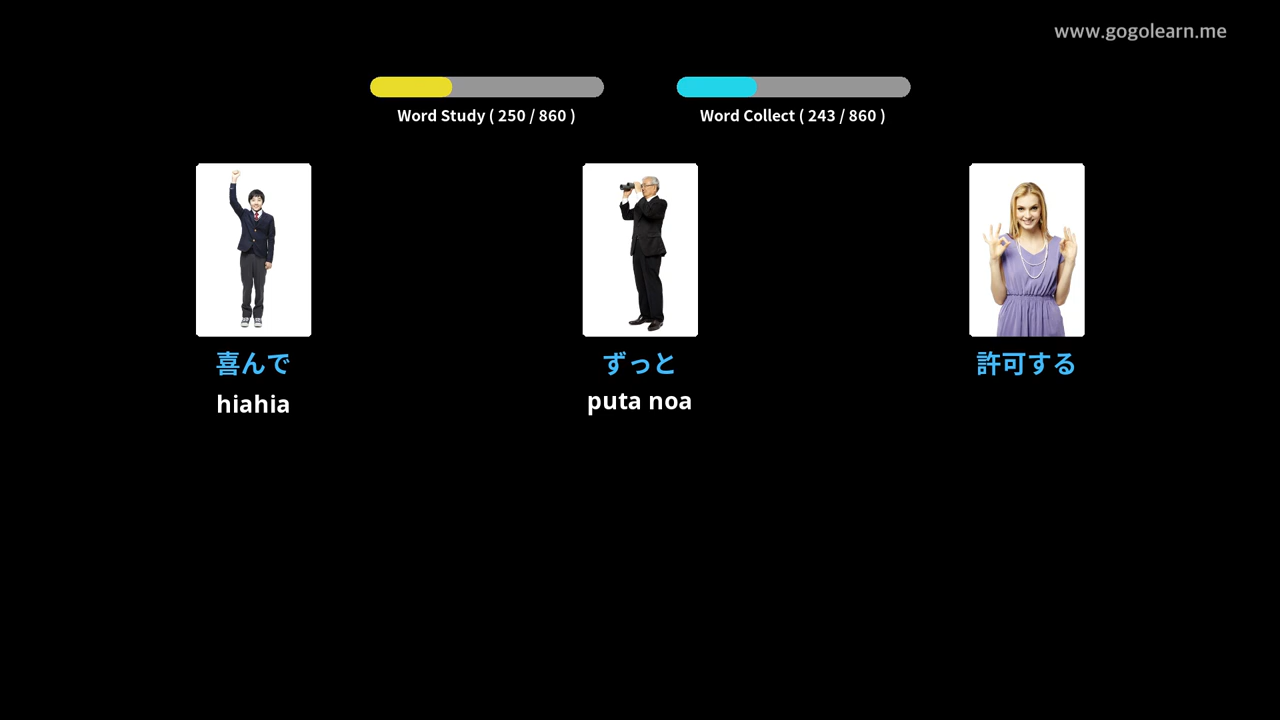 www.gogolearn.me
Word Study ( 250 / 860 )
Word Collect ( 243 / 860 )
喜んで
ずっと
許可する
hiahia
puta noa